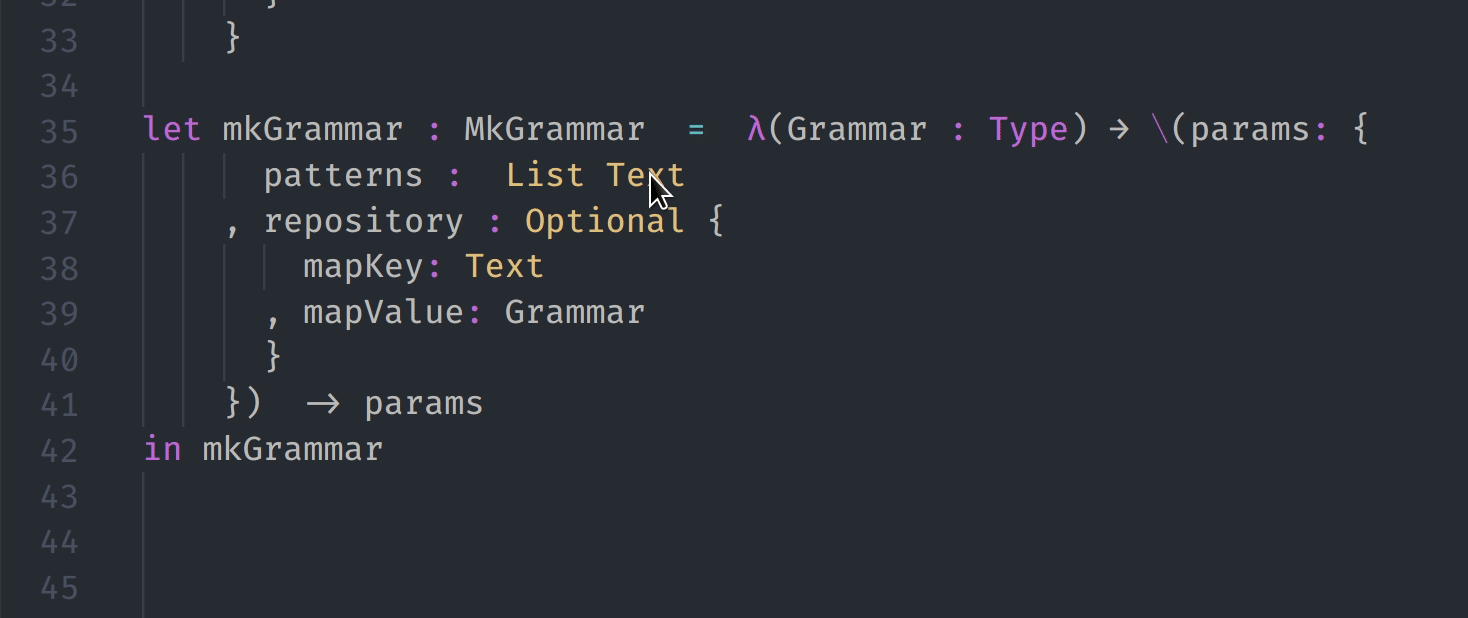 32 }
33 }
34
35 let mkGrammar : MkGrammar  =  λ(Grammar : Type) → \(params: {
36 patterns :  List Text
37 , repository : Optional {
38 mapKey: Text
39 , mapValue: Grammar
40 }
41 })  → params
42 in mkGrammar
43
44
45